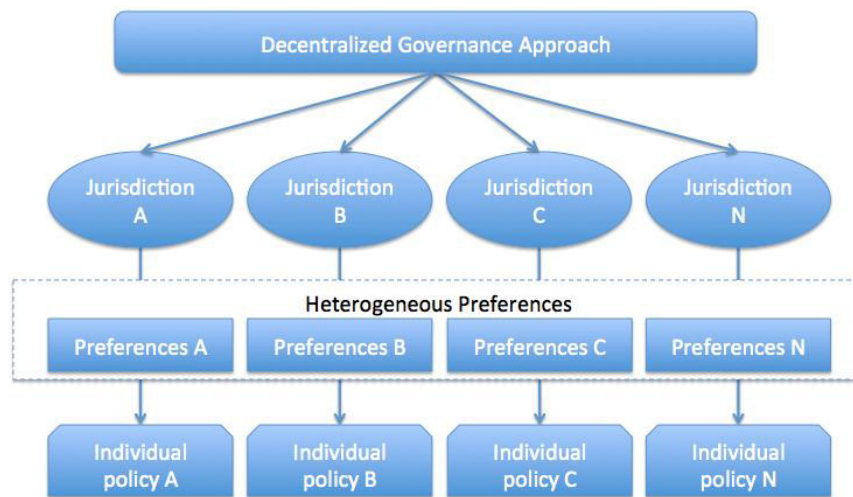 Decentralized Governance Approach
Jurisdiction
A
Jurisdiction
B
Jurisdiction
C
Jurisdiction
N
Heterogeneous Preferences
Preferences A
Preferences B
Preferences C
Preferences N
Individual
policy A
Individual
policy B
Individual
policy C
Individual
policy N